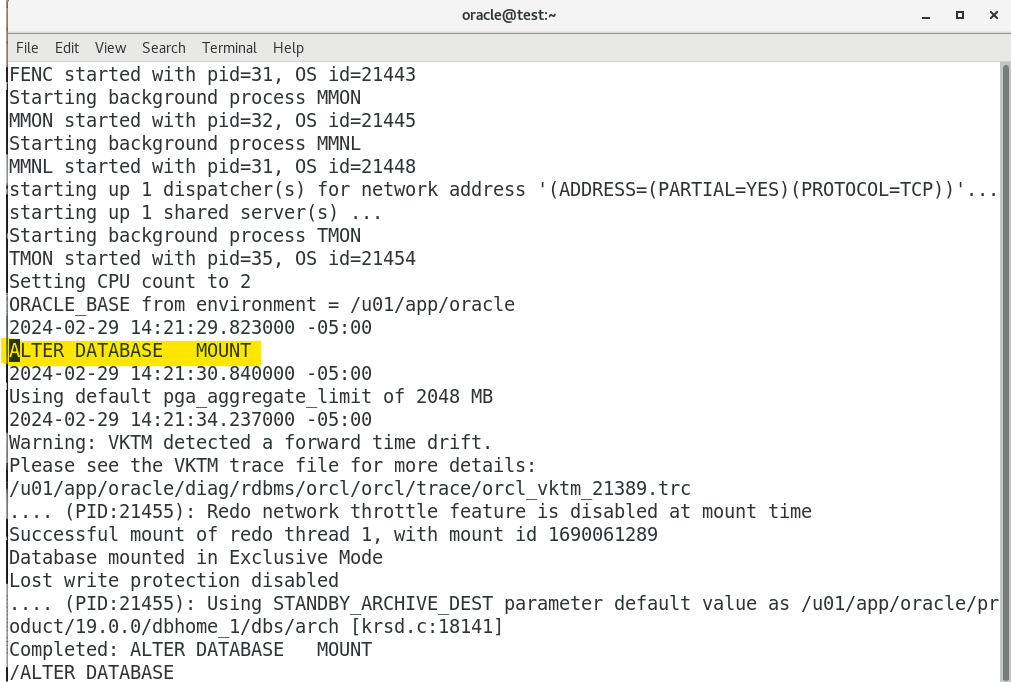 oracle@test:~
File Edit View Search Terminal Help
FENC started with pid=31, OS id=21443
Starting background process MMON
MMON started with pid=32, OS id=21445
Starting background process MMNL
MMNL started with pid=31, OS id=21448
starting up 1 dispatcher(s) for network address '(ADDRESS=(PARTIAL=YES)(PROTOCOL=TCP))'...
starting up 1 shared server(s) ...
Starting background process TMON
TMON started with pid=35, OS id=21454
Setting CPU count to 2
ORACLE_BASE from environment = /u01/app/oracle
2024-02-29 14:21:29.823000 -05:00
ALTER DATABASE   MOUNT
2024-02-29 14:21:30.840000 -05:00
Using default pga_aggregate_limit of 2048 MB
2024-02-29 14:21:34.237000 -05:00
Warning: VKTM detected a forward time drift.
Please see the VKTM trace file for more details:
/u01/app/oracle/diag/rdbms/orcl/orcl/trace/orcl_vktm_21389.trc
.... (PID:21455): Redo network throttle feature is disabled at mount time
Successful mount of redo thread 1, with mount id 1690061289
Database mounted in Exclusive Mode
Lost write protection disabled
.... (PID:21455): Using STANDBY_ARCHIVE_DEST parameter default value as /u01/app/oracle/pr
oduct/19.0.0/dbhome_1/dbs/arch [krsd.c:18141]
Completed: ALTER DATABASE   MOUNT
/ALTER DATABASE